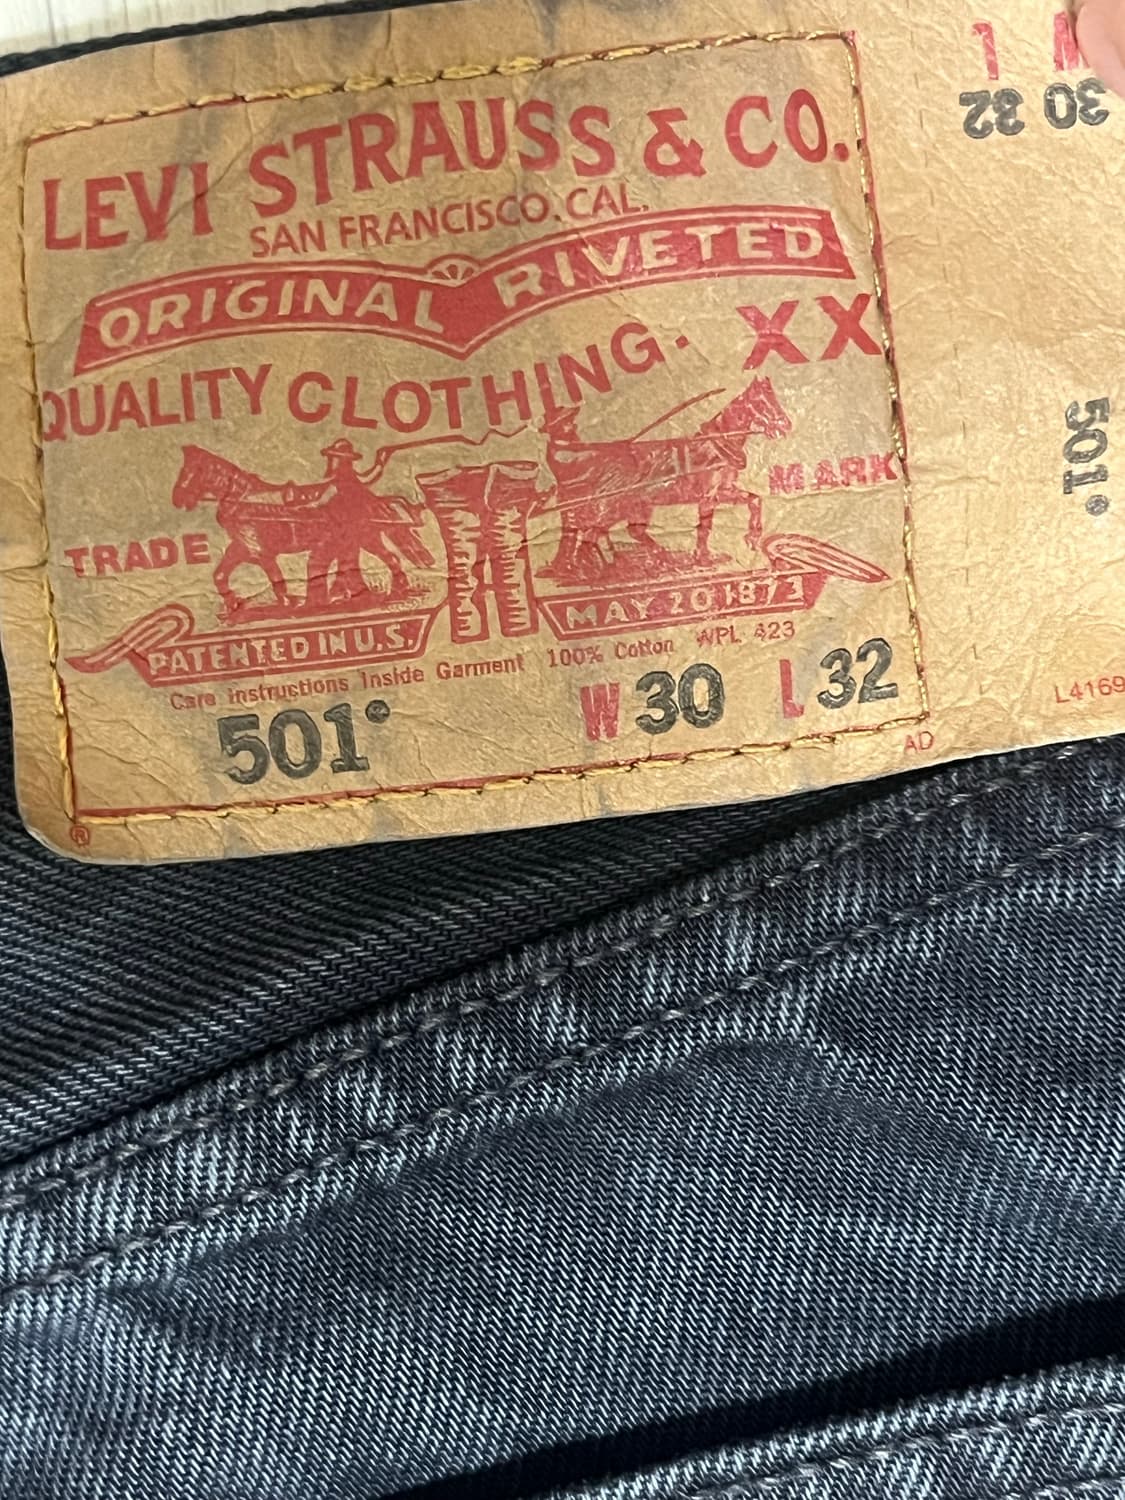 LEVI STRAUSS & CO.
SAN FRANCISCO, CAL.
ORIGINAL RIVETED
QUALITY CLOTHING. XX
TRADE MARK
PATENTED IN U.S. MAY 20 1873
Care Instructions Inside Garment 100% Cotton WPL 423
501® W 30 L 32
®
AD
L W
32 30
501®
L4169